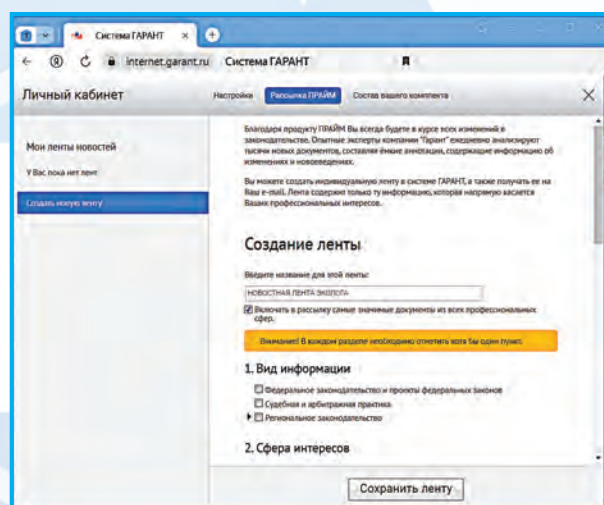 Система ГАРАНТ
internet.garant.ru Система ГАРАНТ
Личный кабинет
Настройки Рассылка ПРАЙМ Состав вашего комплекта
Мои ленты новостей
У Вас пока нет лент
Создать новую ленту
Благодаря продукту ПРАЙМ Вы всегда будете в курсе всех изменений в
законодательстве. Опытные эксперты компании "Гарант" ежедневно анализируют
тысячи новых документов, составляя ёмкие аннотации, содержащие информацию об
изменениях и нововведениях.
Вы можете создать индивидуальную ленту в системе ГАРАНТ, а также получать ее на
Ваш e-mail. Лента содержит только ту информацию, которая напрямую касается
Ваших профессиональных интересов.
Создание ленты
Введите название для этой ленты:
НОВОСТНАЯ ЛЕНТА ЭКОЛОГА
Включать в рассылку самые значимые документы из всех профессиональных
сфер.
Внимание! В каждом разделе необходимо отметить хотя бы один пункт.
1. Вид информации
Федеральное законодательство и проекты федеральных законов
Судебная и арбитражная практика
Региональное законодательство
2. Сфера интересов
Сохранить ленту